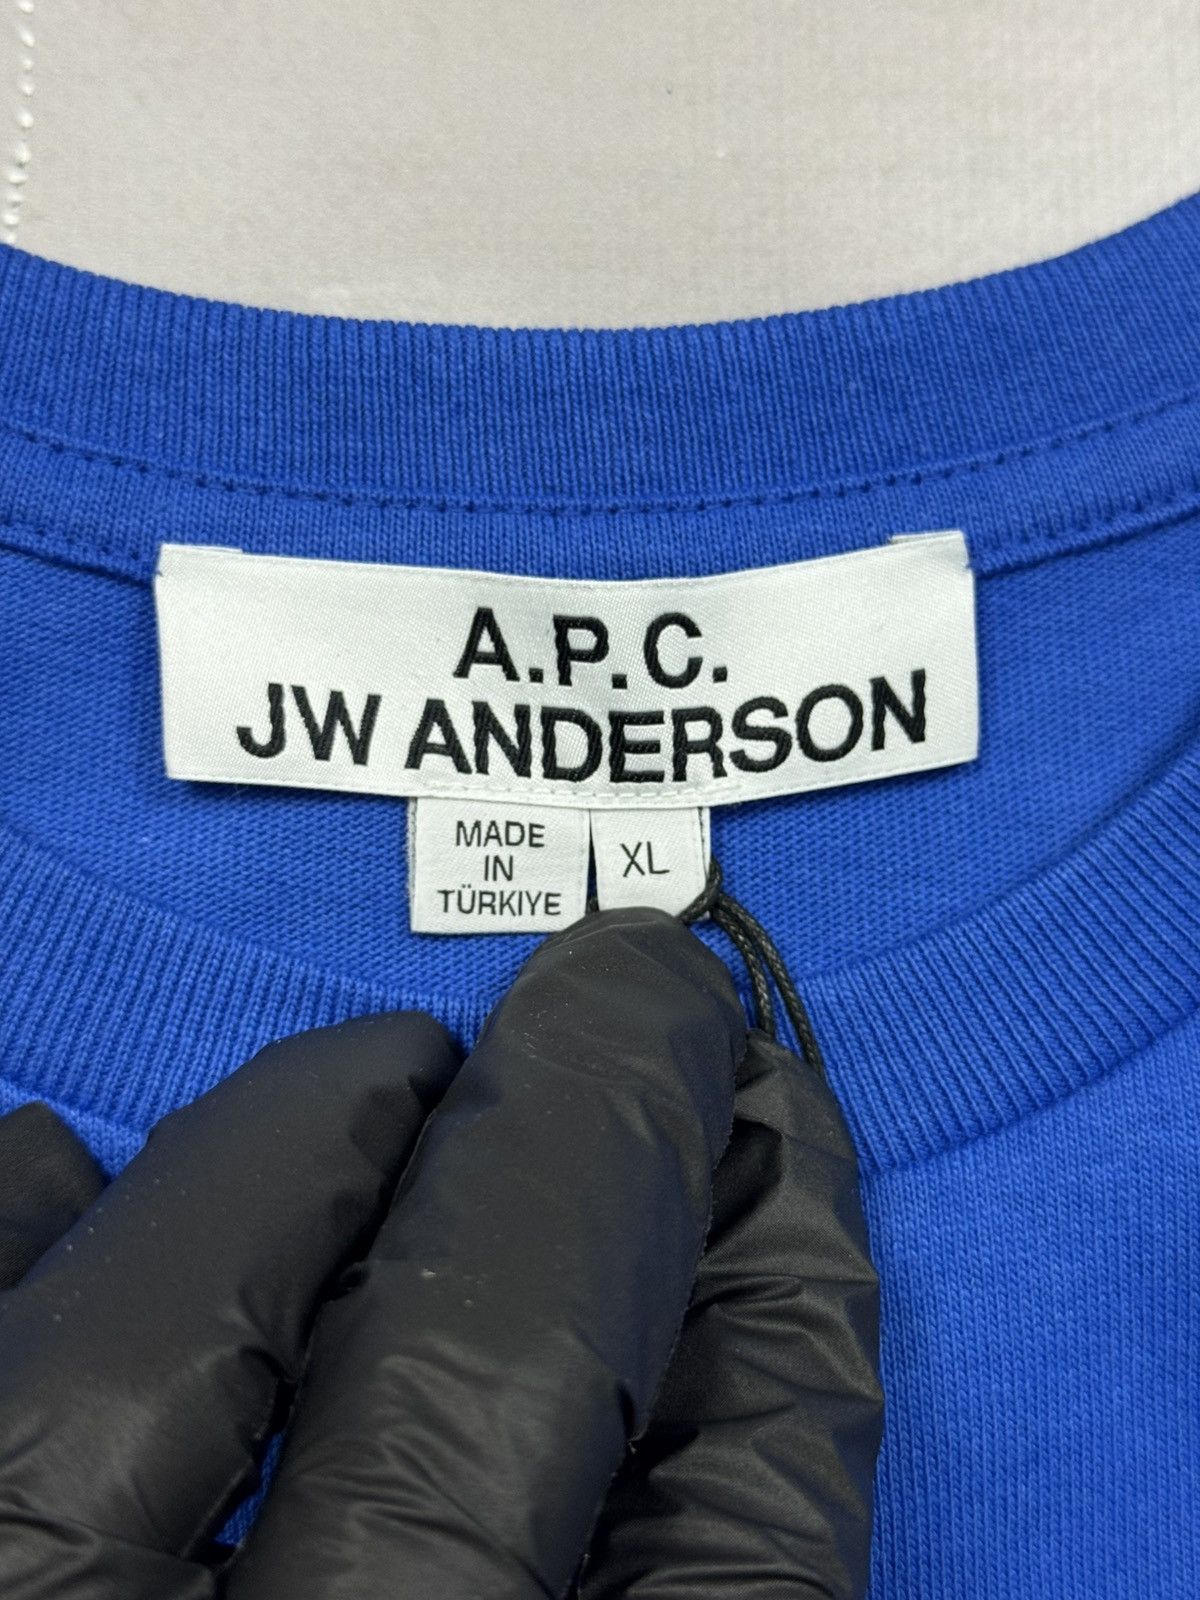 A.P.C.
JW ANDERSON
MADE
IN
TÜRKIYE
XL